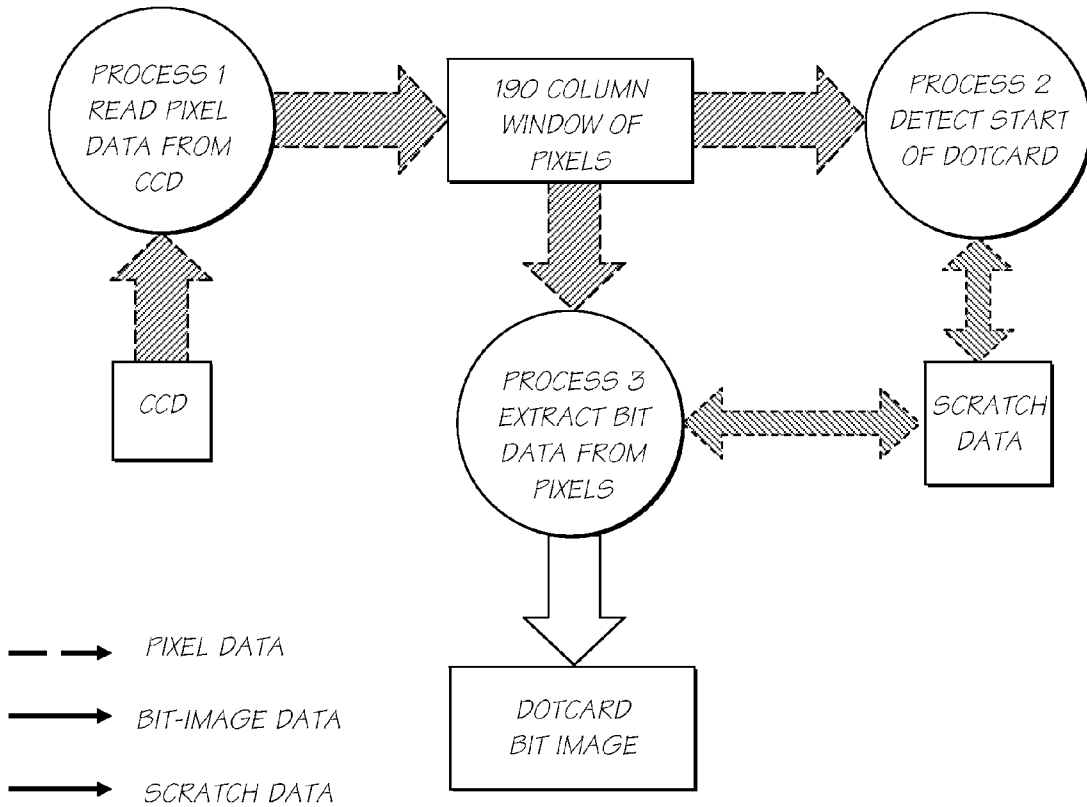 PROCESS 1
READ PIXEL
DATA FROM
CCD
190 COLUMN
WINDOW OF
PIXELS
PROCESS 2
DETECT START
OF DOTCARD
CCD
PROCESS 3
EXTRACT BIT
DATA FROM
PIXELS
SCRATCH
DATA
DOTCARD
BIT IMAGE
PIXEL DATA
BIT-IMAGE DATA
SCRATCH DATA